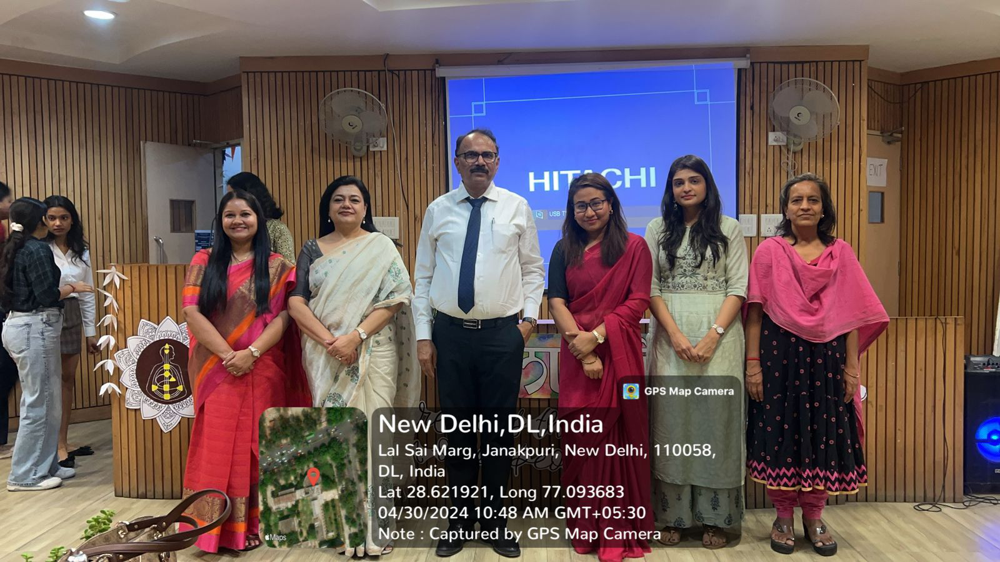 HITACHI
USB T
EXIT
GPS Map Camera
New Delhi,DL,India
Lal Sai Marg, Janakpuri, New Delhi, 110058,
DL, India
Lat 28.621921, Long 77.093683
04/30/2024 10:48 AM GMT+05:30
Note : Captured by GPS Map Camera
Maps